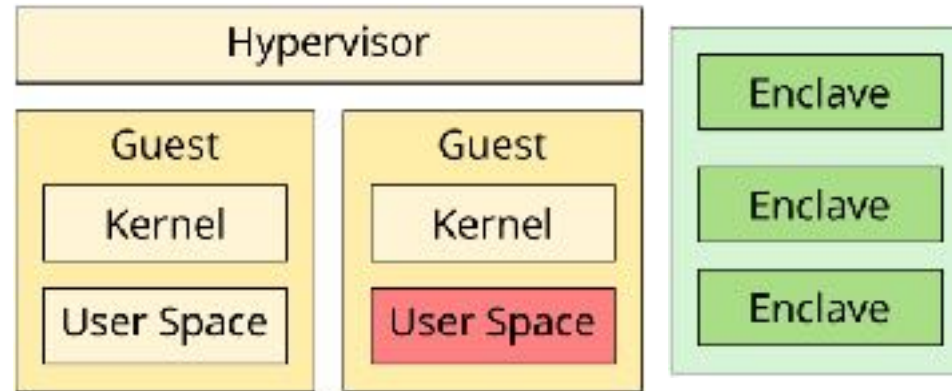 Hypervisor
Guest
Kernel
User Space
Guest
Kernel
User Space
Enclave
Enclave
Enclave